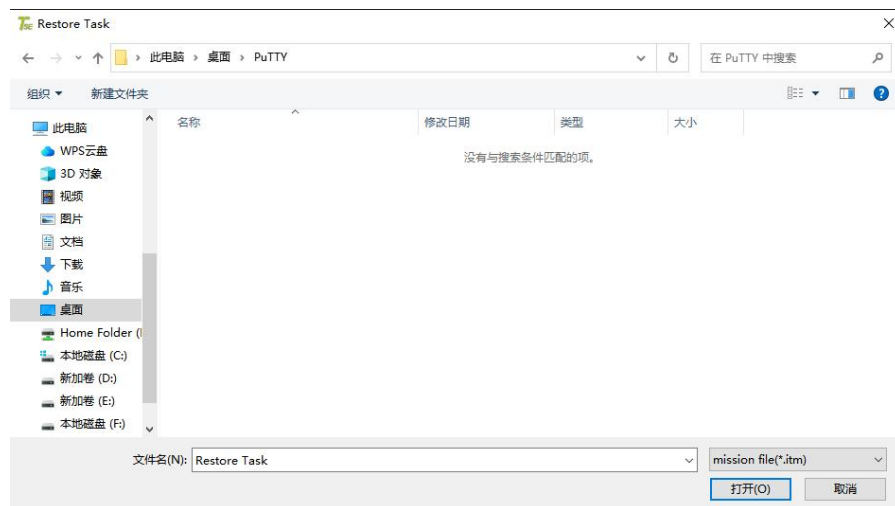 TSE Restore Task
此电脑 › 桌面 › PuTTY
在 PuTTY 中搜索
组织 新建文件夹
名称 修改日期 类型 大小
没有与搜索条件匹配的项。
此电脑
WPS云盘
3D 对象
视频
图片
文档
下载
音乐
桌面
Home Folder (
本地磁盘 (C:)
新加卷 (D:)
新加卷 (E:)
本地磁盘 (F:)
文件名(N): Restore Task
mission file(*.itm)
打开(O) 取消